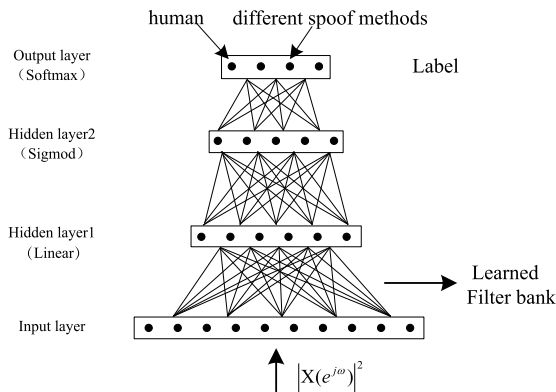 human different spoof methods
Output layer
(Softmax)
Label
Hidden layer2
(Sigmod)
Hidden layer1
(Linear)
Learned
Filter bank
Input layer
|X(e^{jω})|^2